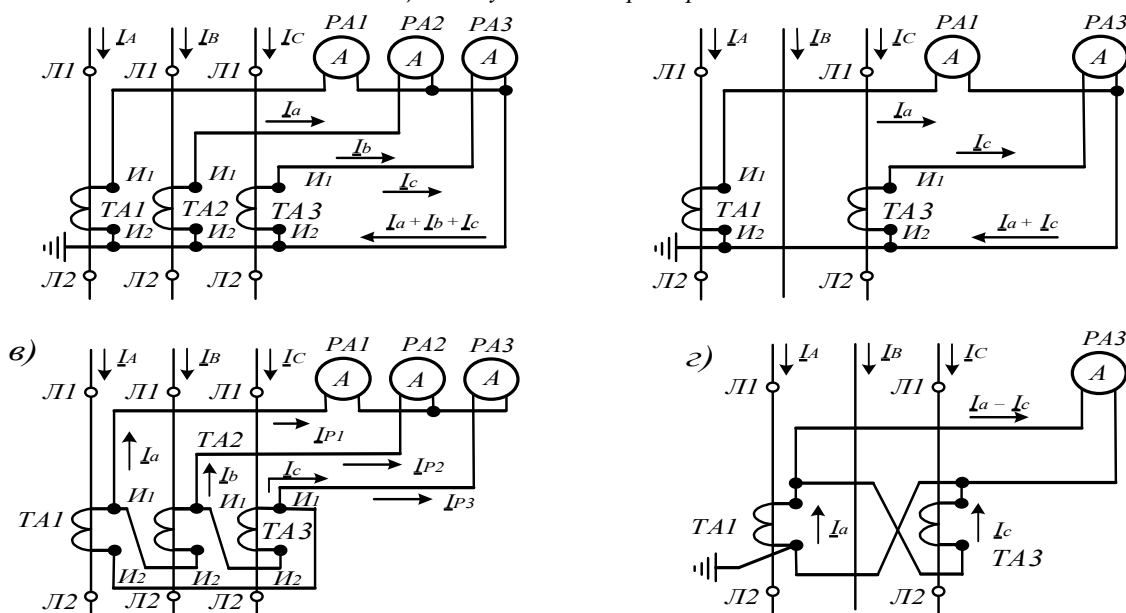 PA1 PA2 PA3
I_A I_B I_C
A A A
Л1 Л1 Л1
I_a
I_b
И1 И1 И1
I_c
TA1 TA2 TA3
I_a + I_b + I_c
И2 И2 И2
Л2 Л2 Л2
PA1 PA3
I_A I_B I_C
A A
Л1 Л1
I_a
I_c
И1 И1
TA1 TA3
I_a + I_c
И2 И2
Л2 Л2
в)
PA1 PA2 PA3
I_A I_B I_C
A A A
Л1 Л1 Л1
I_P1
TA2
I_a
I_b I_c I_P2
И1 И1 И1 I_P3
TA1 TA3
И2 И2 И2
Л2 Л2 Л2
г)
PA3
I_A I_B I_C
A
Л1 Л1
I_a – I_c
TA1 I_a I_c
TA3
Л2 Л2